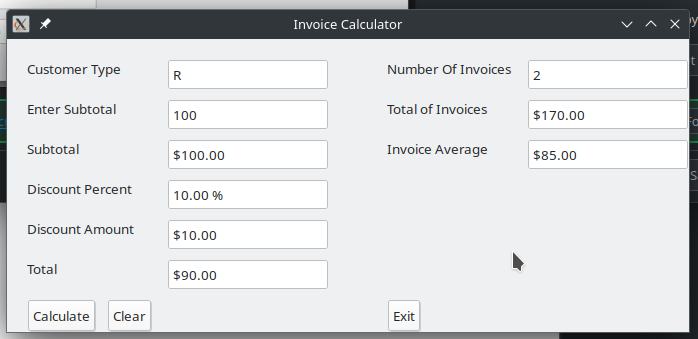 Invoice Calculator
Customer Type R
Number Of Invoices 2
Enter Subtotal 100
Total of Invoices $170.00
Subtotal $100.00
Invoice Average $85.00
Discount Percent 10.00 %
Discount Amount $10.00
Total $90.00
Calculate Clear Exit